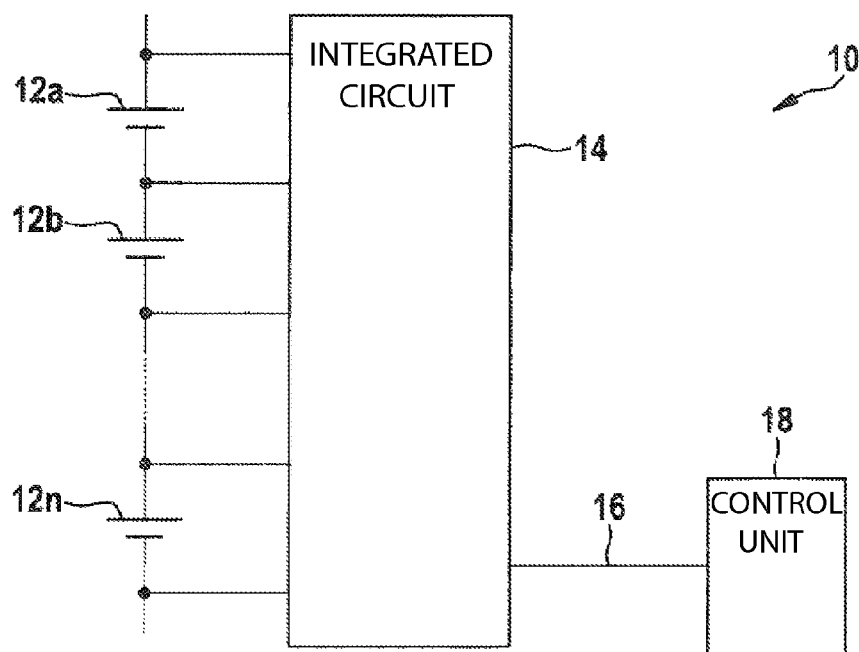 INTEGRATED
CIRCUIT
10
12a
14
12b
18
12n
16
CONTROL
UNIT